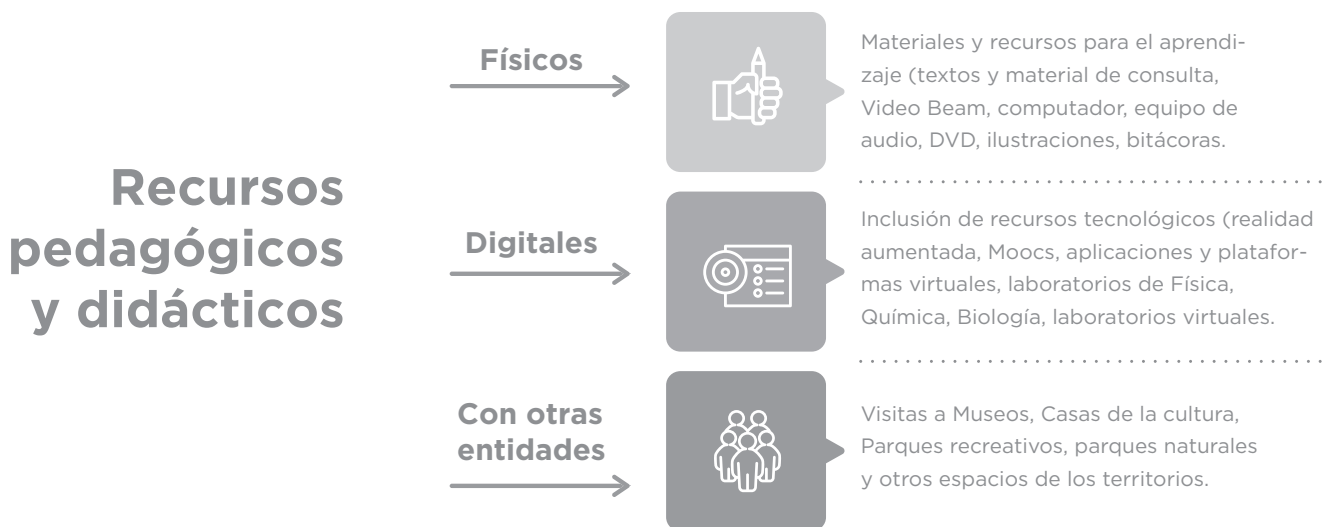 Recursos
pedagógicos
y didácticos
Físicos
Materiales y recursos para el aprendi-
zaje (textos y material de consulta,
Video Beam, computador, equipo de
audio, DVD, ilustraciones, bitácoras.
Digitales
Inclusión de recursos tecnológicos (realidad
aumentada, Moocs, aplicaciones y platafor-
mas virtuales, laboratorios de Física,
Química, Biología, laboratorios virtuales.
Con otras
entidades
Visitas a Museos, Casas de la cultura,
Parques recreativos, parques naturales
y otros espacios de los territorios.